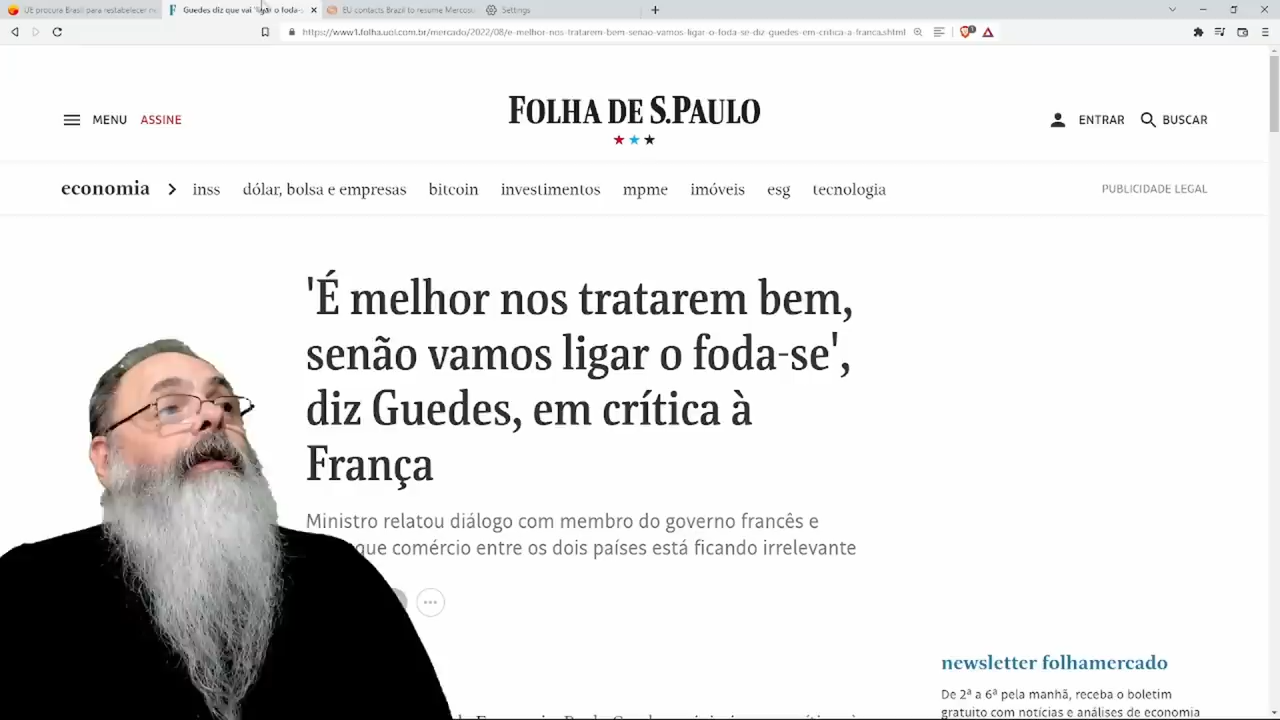 UE procura Brasil para restabelecer ne
Guedes diz que vai 'ligar o foda-s
EU contacts Brazil to resume Mercosu
Settings
https://www1.folha.uol.com.br/mercado/2022/08/e-melhor-nos-tratarem-bem-senao-vamos-ligar-o-foda-se-diz-guedes-em-critica-a-franca.shtml
MENU
ASSINE
FOLHA DE S.PAULO
ENTRAR
BUSCAR
economia
inss
dólar, bolsa e empresas
bitcoin
investimentos
mpme
imóveis
esg
tecnologia
PUBLICIDADE LEGAL
'É melhor nos tratarem bem,
senão vamos ligar o foda-se',
diz Guedes, em crítica à
França
Ministro relatou diálogo com membro do governo francês e
que comércio entre os dois países está ficando irrelevante
newsletter folhamercado
De 2ª a 6ª pela manhã, receba o boletim
gratuito com notícias e análises de economia